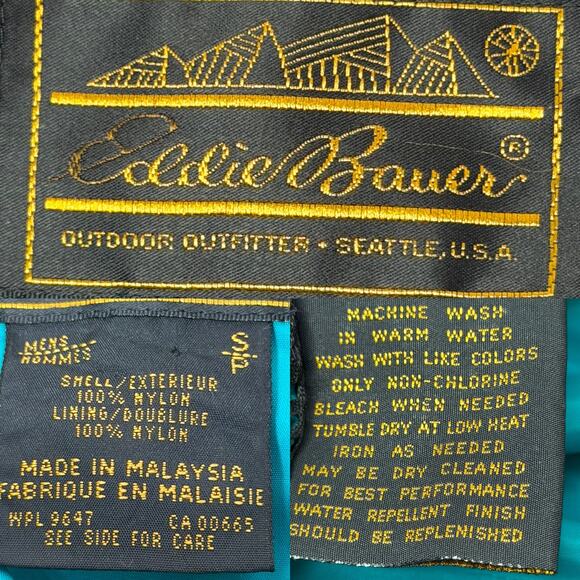 Eddie Bauer®
OUTDOOR OUTFITTER • SEATTLE, U.S.A.
MENS
HOMMES
S/P
SHELL/EXTERIEUR
100% NYLON
LINING/DOUBLURE
100% NYLON
MADE IN MALAYSIA
FABRIQUE EN MALAISIE
WPL 9647 CA 00665
SEE SIDE FOR CARE
MACHINE WASH
IN WARM WATER
WASH WITH LIKE COLORS
ONLY NON-CHLORINE
BLEACH WHEN NEEDED
TUMBLE DRY AT LOW HEAT
IRON AS NEEDED
MAY BE DRY CLEANED
FOR BEST PERFORMANCE
WATER REPELLENT FINISH
SHOULD BE REPLENISHED